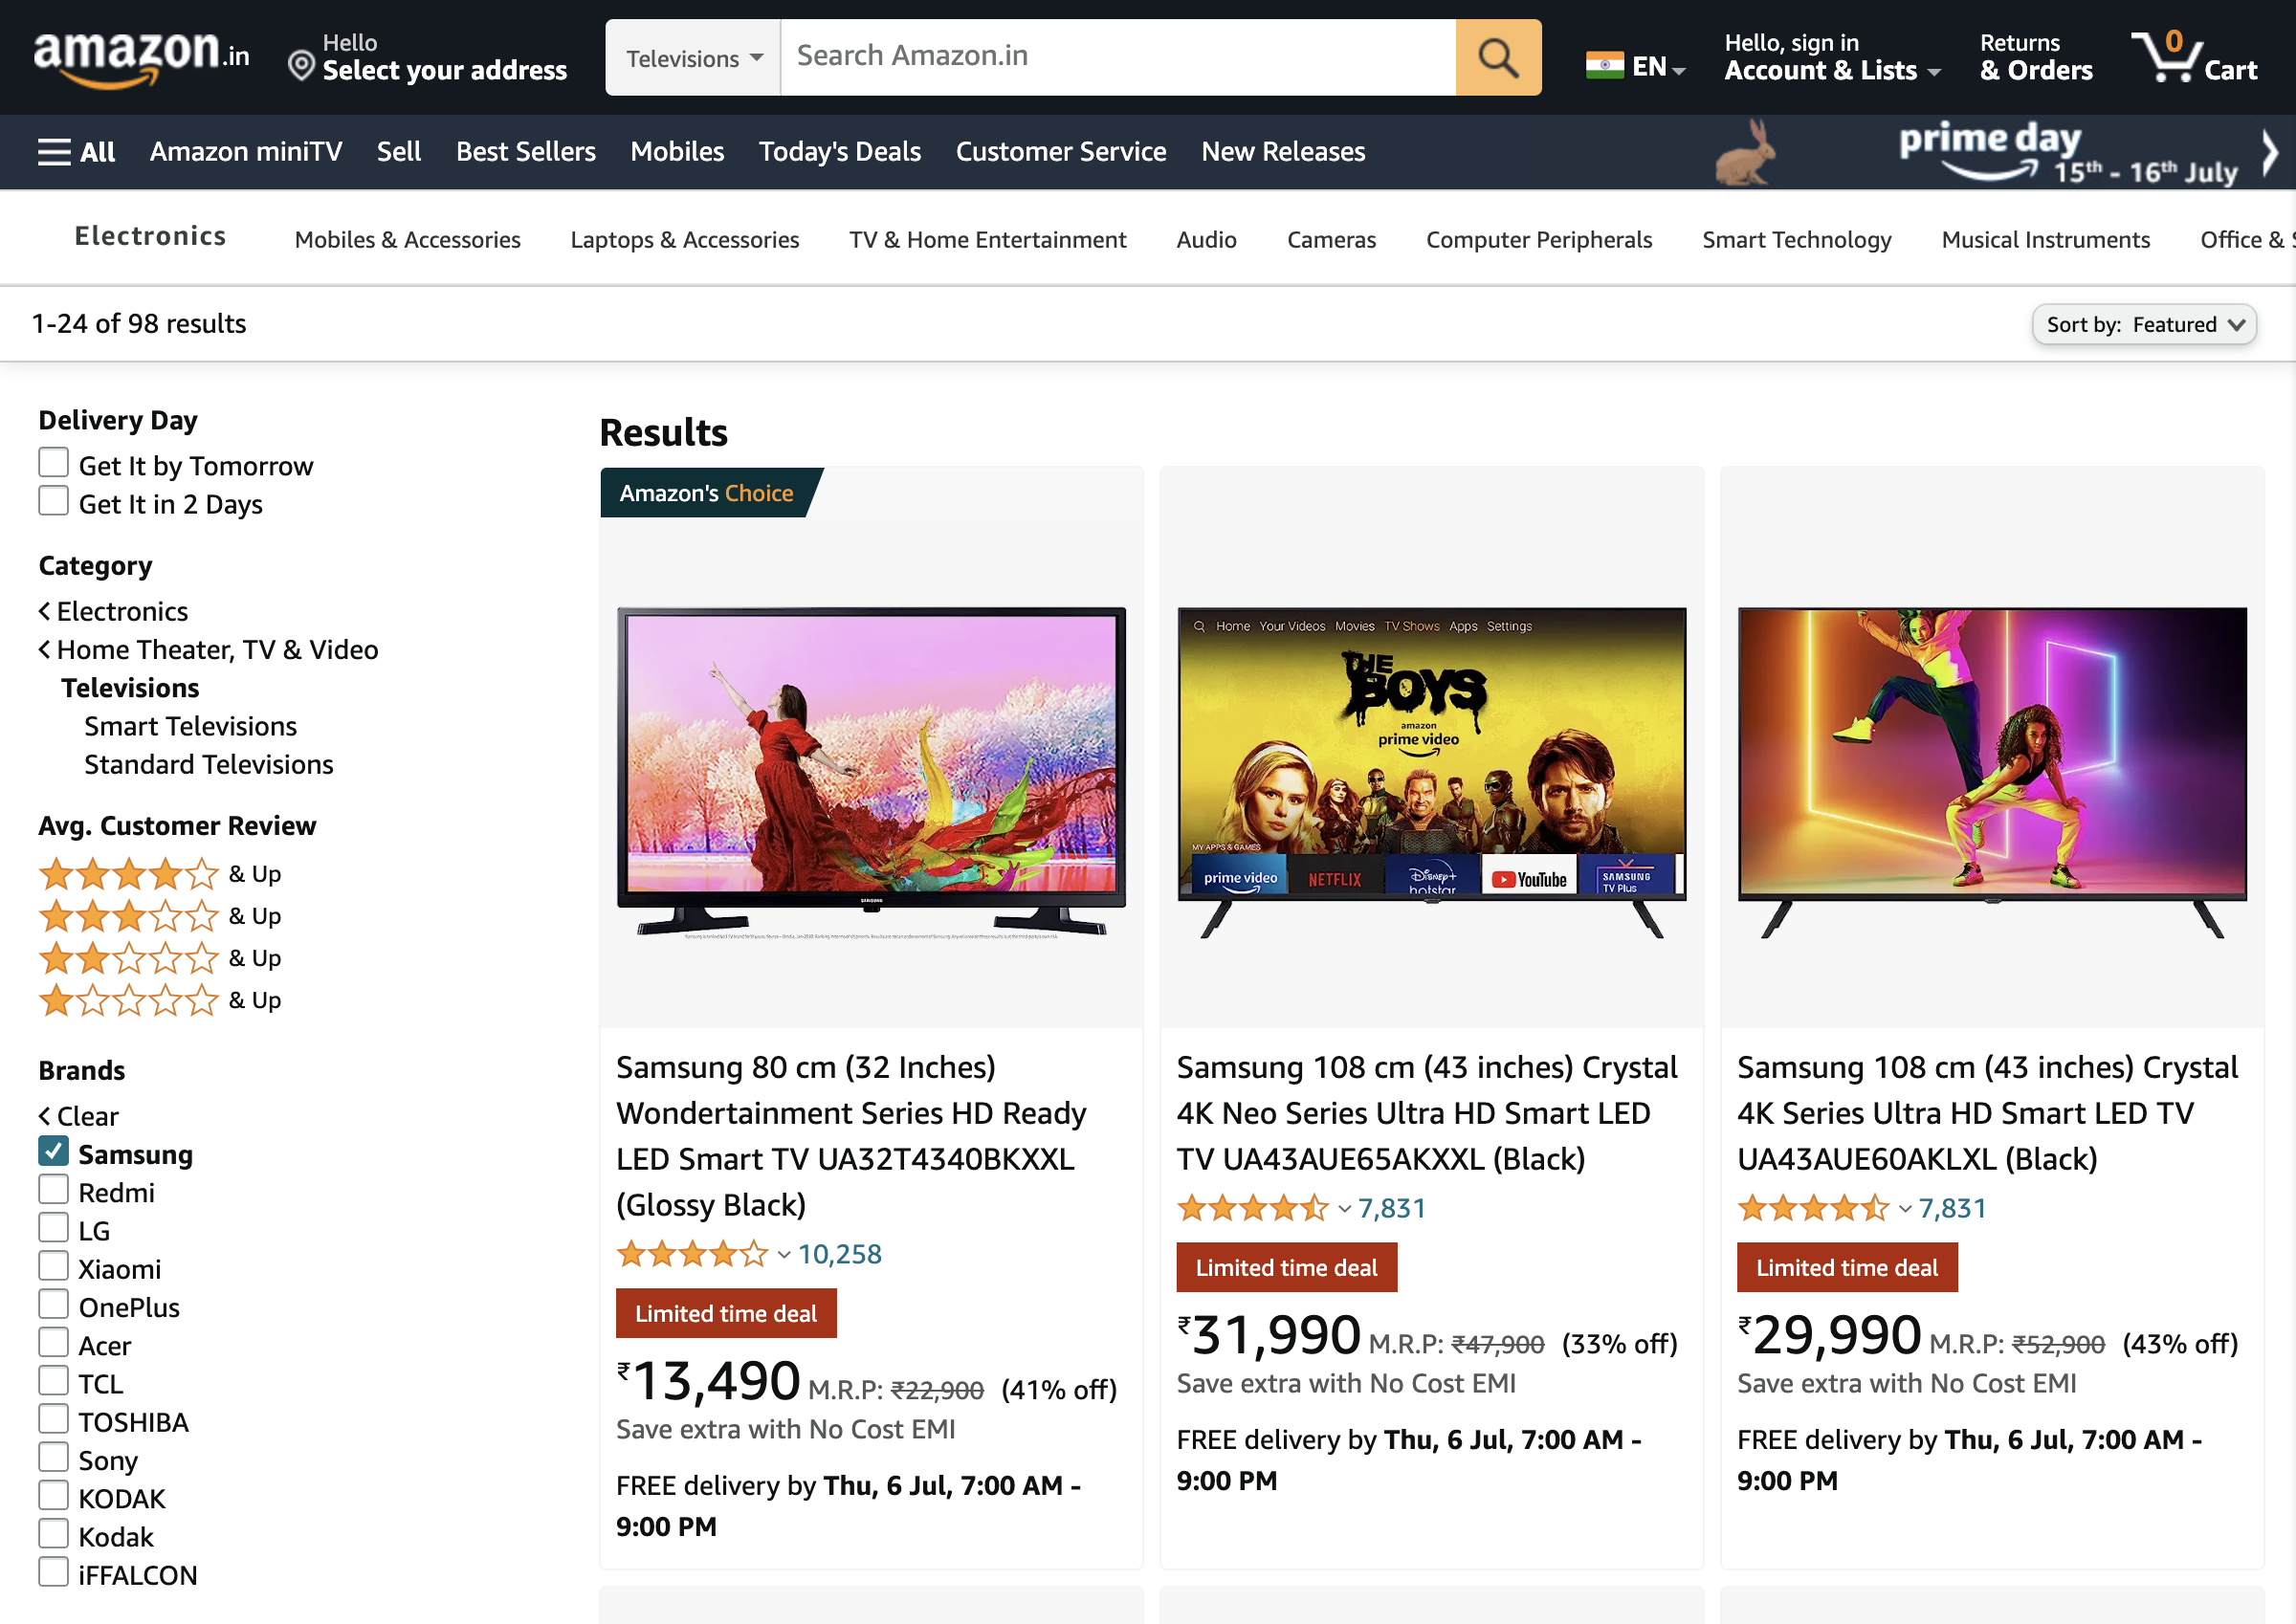 amazon.in
Hello
Select your address
Televisions
Search Amazon.in
EN
Hello, sign in
Account & Lists
Returns
& Orders
0
Cart
All
Amazon miniTV
Sell
Best Sellers
Mobiles
Today's Deals
Customer Service
New Releases
prime day
15th - 16th July
Electronics
Mobiles & Accessories
Laptops & Accessories
TV & Home Entertainment
Audio
Cameras
Computer Peripherals
Smart Technology
Musical Instruments
Office &
1-24 of 98 results
Sort by: Featured
Delivery Day
Get It by Tomorrow
Get It in 2 Days
Category
Electronics
Home Theater, TV & Video
Televisions
Smart Televisions
Standard Televisions
Avg. Customer Review
& Up
& Up
& Up
& Up
Brands
Clear
Samsung
Redmi
LG
Xiaomi
OnePlus
Acer
TCL
TOSHIBA
Sony
KODAK
Kodak
iFFALCON
Results
Amazon's Choice
SAMSUNG
Samsung 80 cm (32 Inches)
Wondertainment Series HD Ready
LED Smart TV UA32T4340BKXXL
(Glossy Black)
10,258
Limited time deal
₹13,490 M.R.P: ₹22,900 (41% off)
Save extra with No Cost EMI
FREE delivery by Thu, 6 Jul, 7:00 AM -
9:00 PM
Home Your Videos Movies TV Shows Apps Settings
THE
BOYS
amazon
prime video
MY APPS & GAMES
prime video
NETFLIX
Disney+
hotstar
YouTube
SAMSUNG
TV Plus
Samsung 108 cm (43 inches) Crystal
4K Neo Series Ultra HD Smart LED
TV UA43AUE65AKXXL (Black)
7,831
Limited time deal
₹31,990 M.R.P: ₹47,900 (33% off)
Save extra with No Cost EMI
FREE delivery by Thu, 6 Jul, 7:00 AM -
9:00 PM
Samsung 108 cm (43 inches) Crystal
4K Series Ultra HD Smart LED TV
UA43AUE60AKLXL (Black)
7,831
Limited time deal
₹29,990 M.R.P: ₹52,900 (43% off)
Save extra with No Cost EMI
FREE delivery by Thu, 6 Jul, 7:00 AM -
9:00 PM